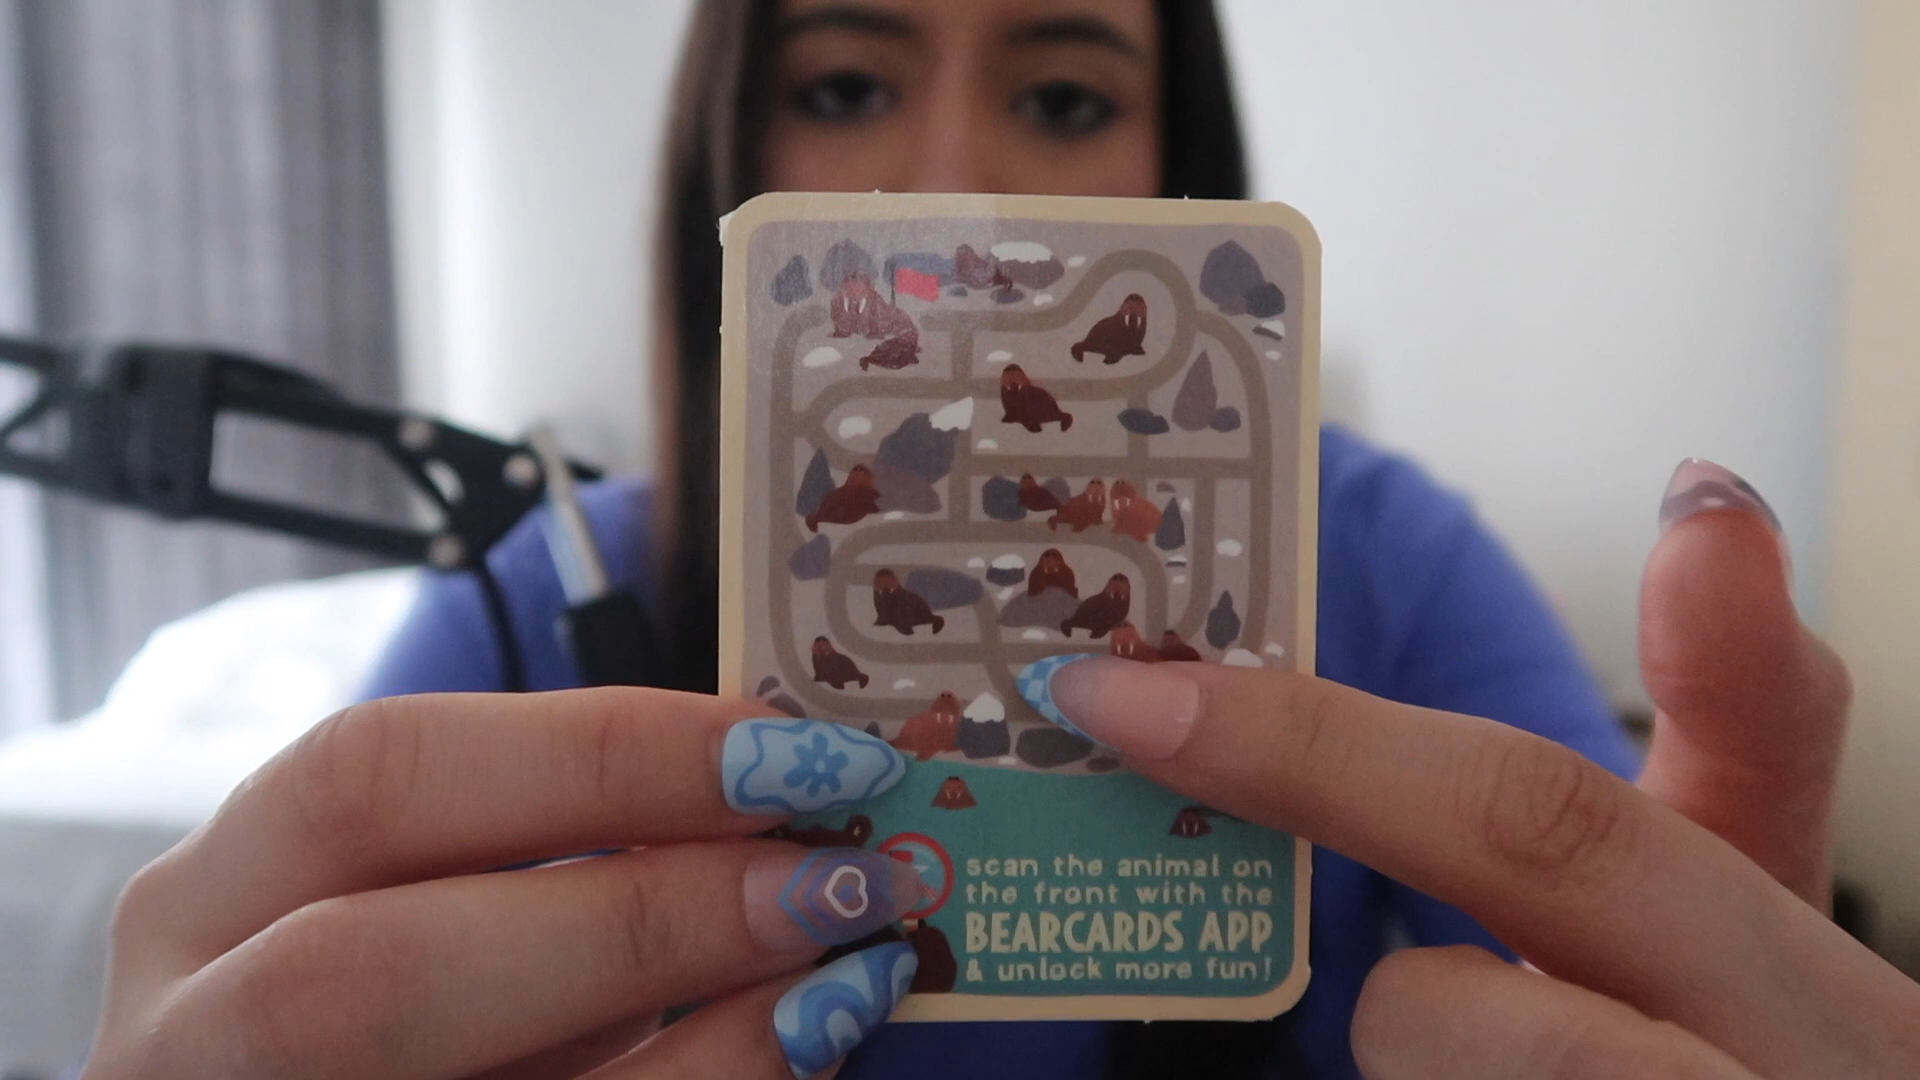 scan the animal on
the front with the
BEARCARDS APP
& unlock more fun!